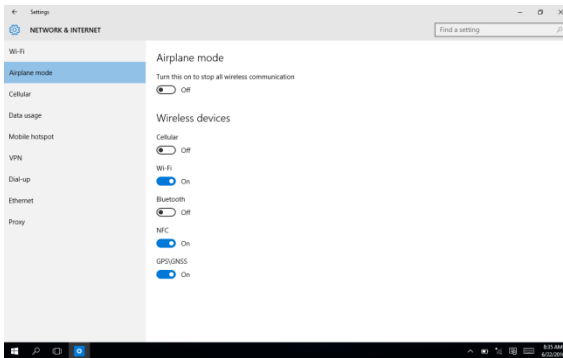 Settings
NETWORK & INTERNET
Find a setting
Wi-Fi
Airplane mode
Cellular
Data usage
Mobile hotspot
VPN
Dial-up
Ethernet
Proxy
Airplane mode
Turn this on to stop all wireless communication
Off
Wireless devices
Cellular
Off
Wi-Fi
On
Bluetooth
Off
NFC
On
GPS\GNSS
On
6:35 AM